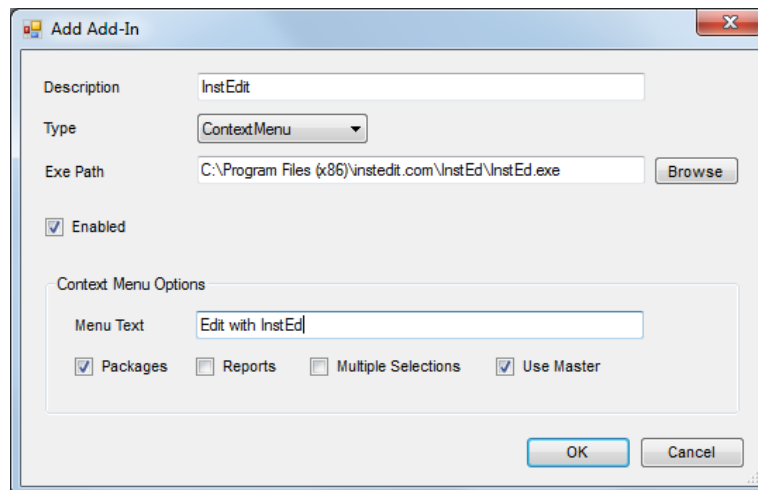 Add Add-In
Description InstEdit
Type ContextMenu
Exe Path C:\Program Files (x86)\instedit.com\InstEd\InstEd.exe Browse
Enabled
Context Menu Options
Menu Text Edit with InstEd
Packages Reports Multiple Selections Use Master
OK Cancel